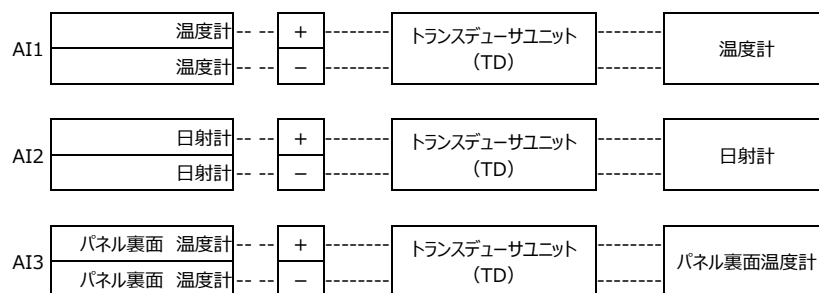 AI1
温度計
+
トランスデューサユニット
(TD)
温度計
温度計
−
AI2
日射計
+
トランスデューサユニット
(TD)
日射計
日射計
−
AI3
パネル裏面 温度計
+
トランスデューサユニット
(TD)
パネル裏面温度計
パネル裏面 温度計
−